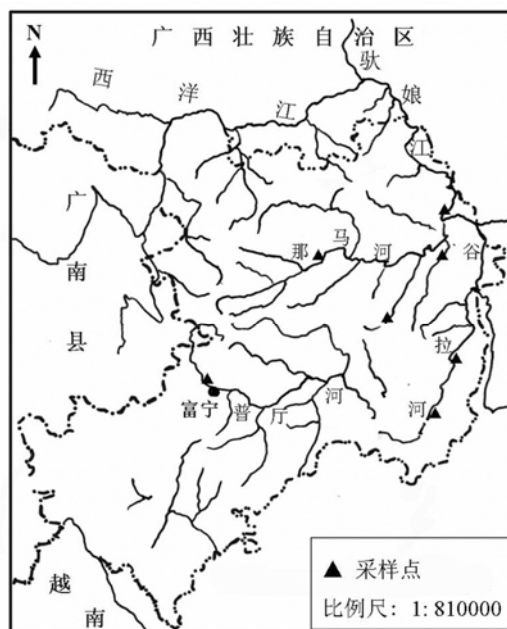 广西壮族自治区
N
西洋江
驮娘江
广南县
那马河
谷拉河
富宁
普厅河
越南
▲ 采样点
比例尺: 1: 810000